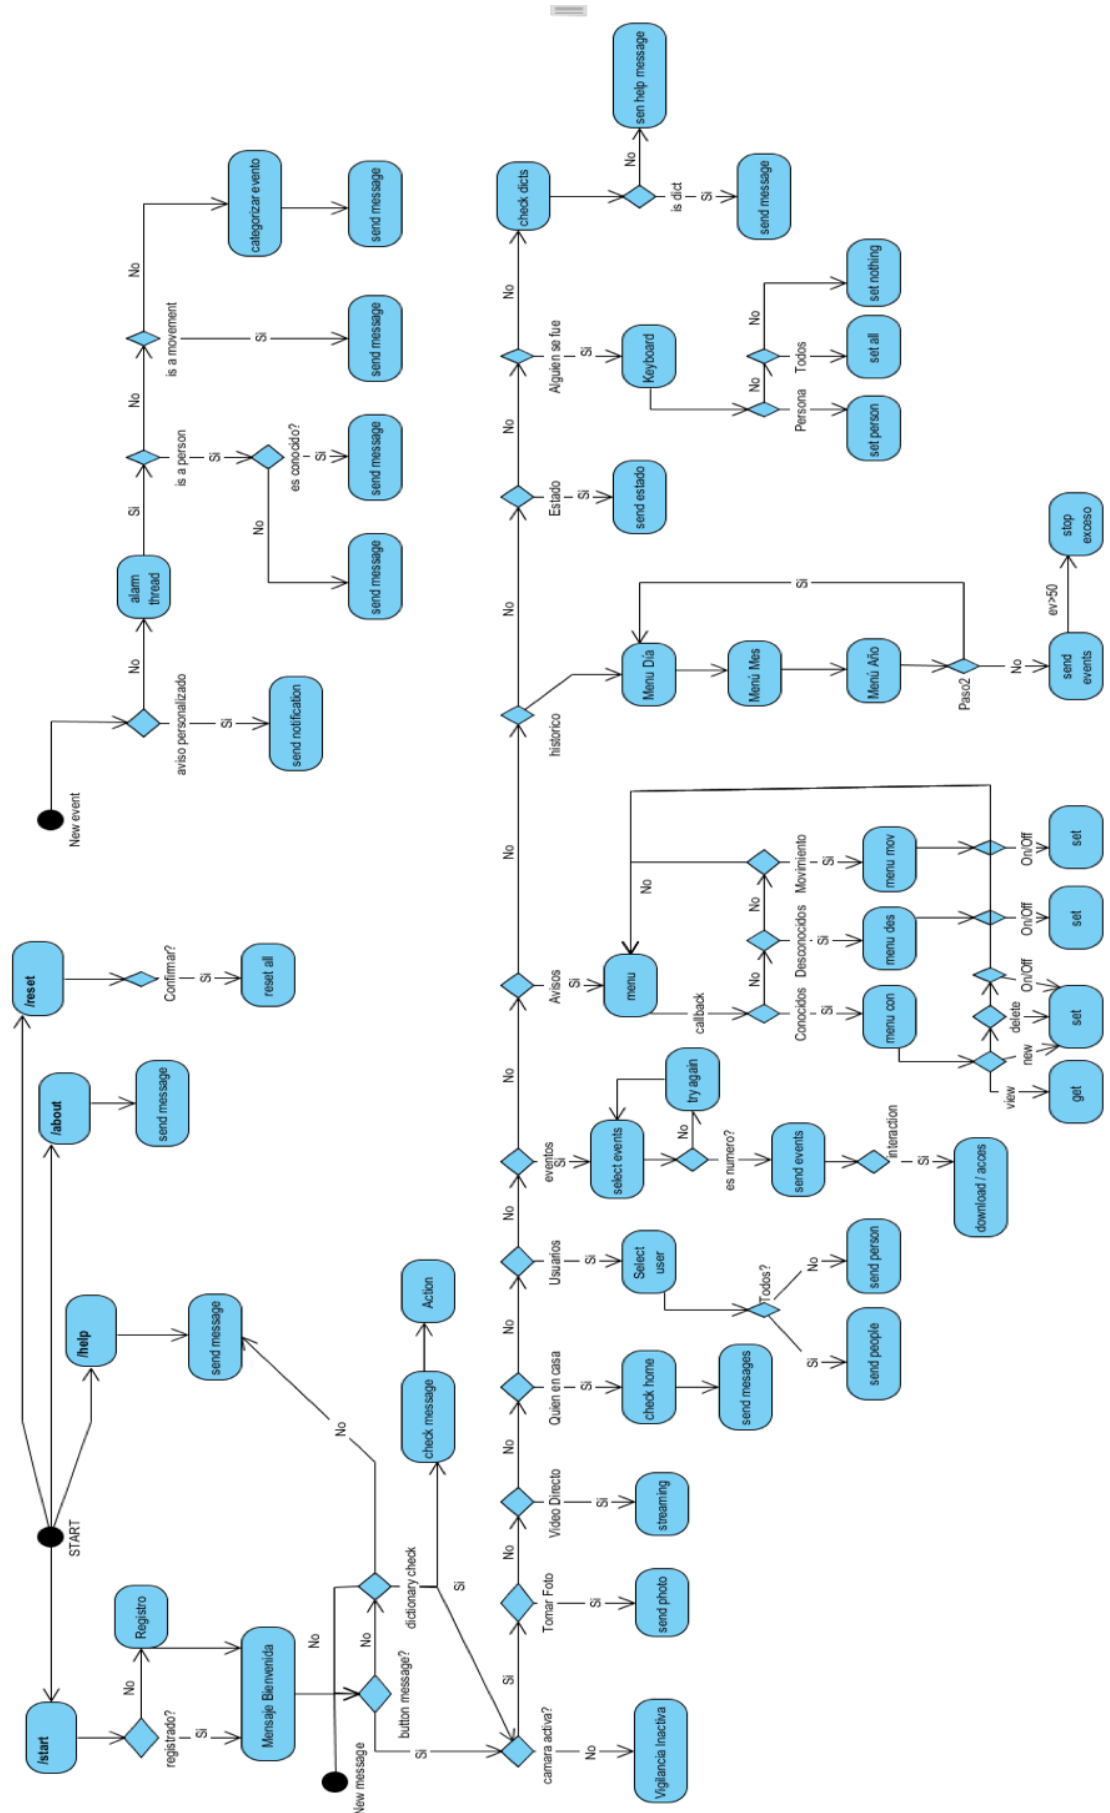 START
/start
registrado?
No
Registro
Si
Mensaje Bienvenida
/help
send message
/about
send message
/reset
Confirmar?
Si
reset all
New event
aviso personalizado
Si
send notification
No
alarm
thread
Si
is a person
Si
es conocido?
Si
send message
No
send message
No
is a movement
Si
send message
No
categorizar evento
send message
New message
No
button message?
No
Si
dictionary check
No
Si
check message
Action
camara activa?
No
Vigilancia Inactiva
Si
Tomar Foto
Si
send photo
No
Video Directo
Si
streaming
No
Quien en casa
Si
check home
send mesages
No
Usuarios
Si
Select
user
Todos?
Si
send people
No
send person
No
eventos
Si
select events
No
try again
es numero?
send events
interaction
Si
download / acces
No
Avisos
Si
menu
callback
Conocidos
Si
menu con
view
get
new
delete
On/Off
set
No
Desconocidos
Si
menu des
On/Off
set
No
Movimiento
Si
menu mov
On/Off
set
No
No
historico
Menu Día
Menú Mes
Menú Año
Paso2
Si
No
send
events
ev>50
stop
exceso
No
Estado
Si
send estado
No
Alguien se fue
Si
Keyboard
Persona
set person
No
Todos
set all
No
set nothing
No
check dicts
is dict
Si
send message
No
sen help message